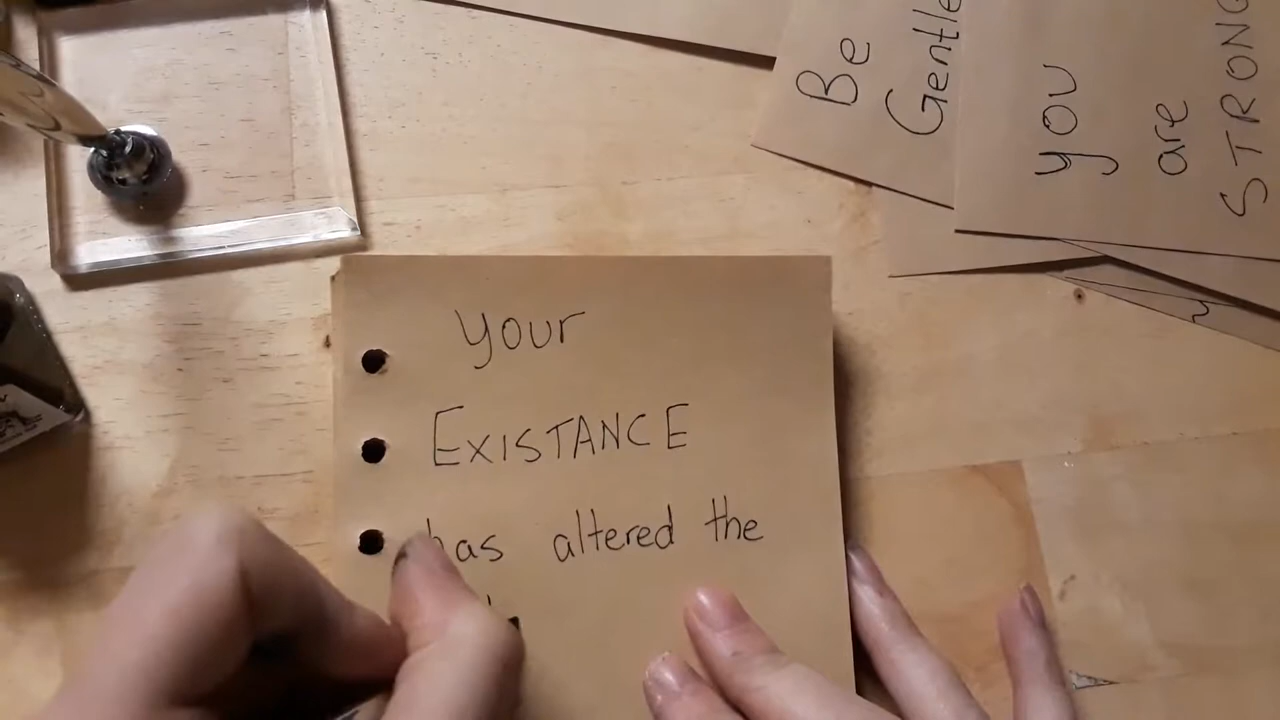 your
EXISTANCE
has altered the
Be
Gentle
you
are
STRONG